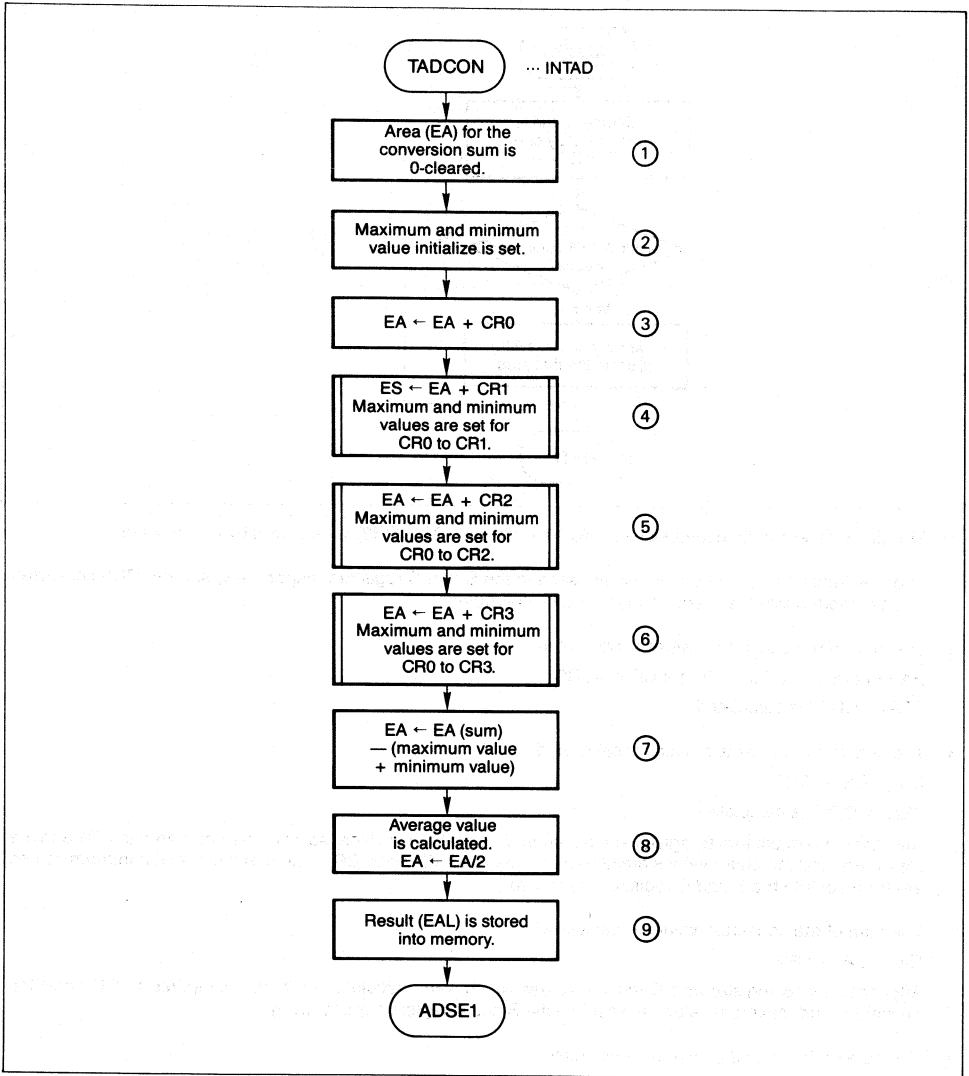 TADCON ··· INTAD
Area (EA) for the
conversion sum is
0-cleared.
①
Maximum and minimum
value initialize is set.
②
EA ← EA + CR0
③
ES ← EA + CR1
Maximum and minimum
values are set for
CR0 to CR1.
④
EA ← EA + CR2
Maximum and minimum
values are set for
CR0 to CR2.
⑤
EA ← EA + CR3
Maximum and minimum
values are set for
CR0 to CR3.
⑥
EA ← EA (sum)
— (maximum value
+ minimum value)
⑦
Average value
is calculated.
EA ← EA/2
⑧
Result (EAL) is stored
into memory.
⑨
ADSE1